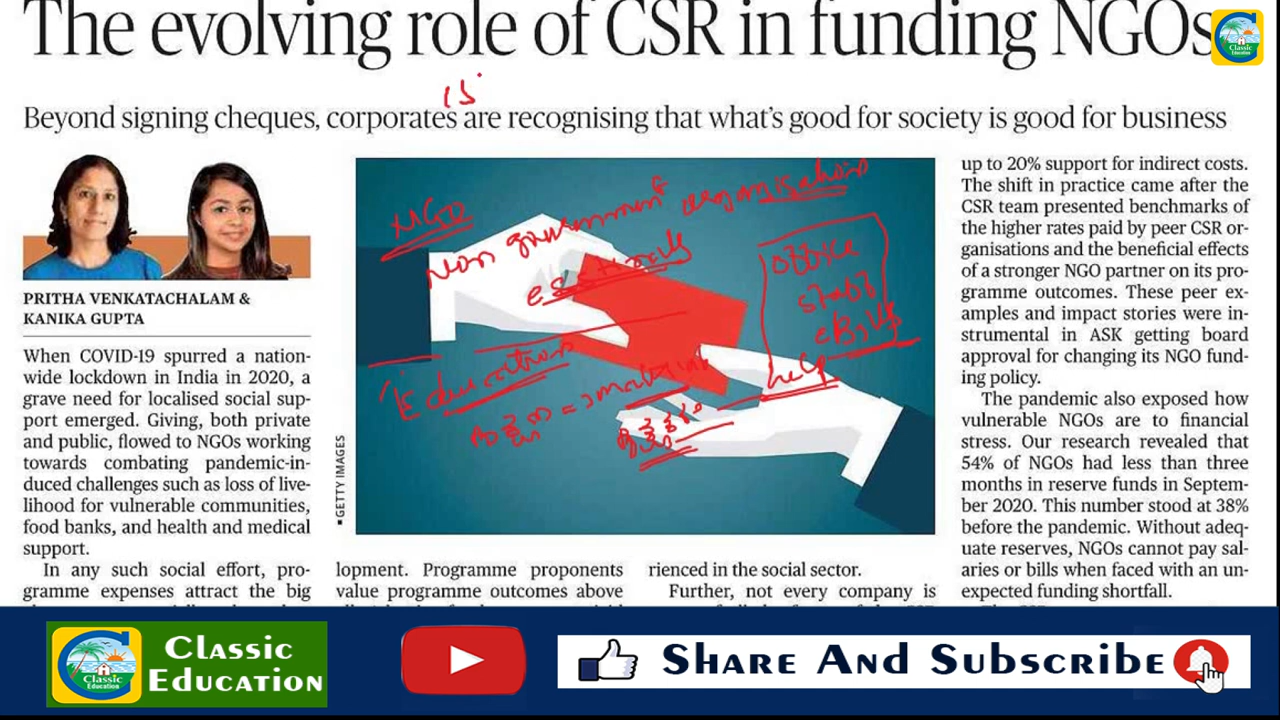 The evolving role of CSR in funding NGOs
Classic
Education
15
Beyond signing cheques, corporates are recognising that what's good for society is good for business
PRITHA VENKATACHALAM &
KANIKA GUPTA
When COVID-19 spurred a nation-
wide lockdown in India in 2020, a
grave need for localised social sup-
port emerged. Giving, both private
and public, flowed to NGOs working
towards combating pandemic-in-
duced challenges such as loss of live-
lihood for vulnerable communities,
food banks, and health and medical
support.
In any such social effort, pro-
gramme expenses attract the big
NGO
Non government
office
staff
help
Education
GETTY IMAGES
lopment. Programme proponents
value programme outcomes above
rienced in the social sector.
Further, not every company is
up to 20% support for indirect costs.
The shift in practice came after the
CSR team presented benchmarks of
the higher rates paid by peer CSR or-
ganisations and the beneficial effects
of a stronger NGO partner on its pro-
gramme outcomes. These peer ex-
amples and impact stories were in-
strumental in ASK getting board
approval for changing its NGO fund-
ing policy.
The pandemic also exposed how
vulnerable NGOs are to financial
stress. Our research revealed that
54% of NGOs had less than three
months in reserve funds in Septem-
ber 2020. This number stood at 38%
before the pandemic. Without adeq-
uate reserves, NGOs cannot pay sal-
aries or bills when faced with an un-
expected funding shortfall.
Classic
Education
Classic
Education
Share And Subscribe